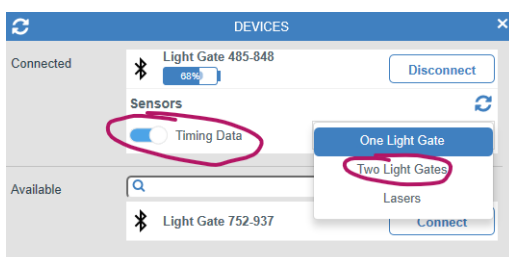 DEVICES ×
Connected
Light Gate 485-848
68%
Disconnect
Sensors
Timing Data
One Light Gate
Two Light Gates
Lasers
Available
Light Gate 752-937
Connect